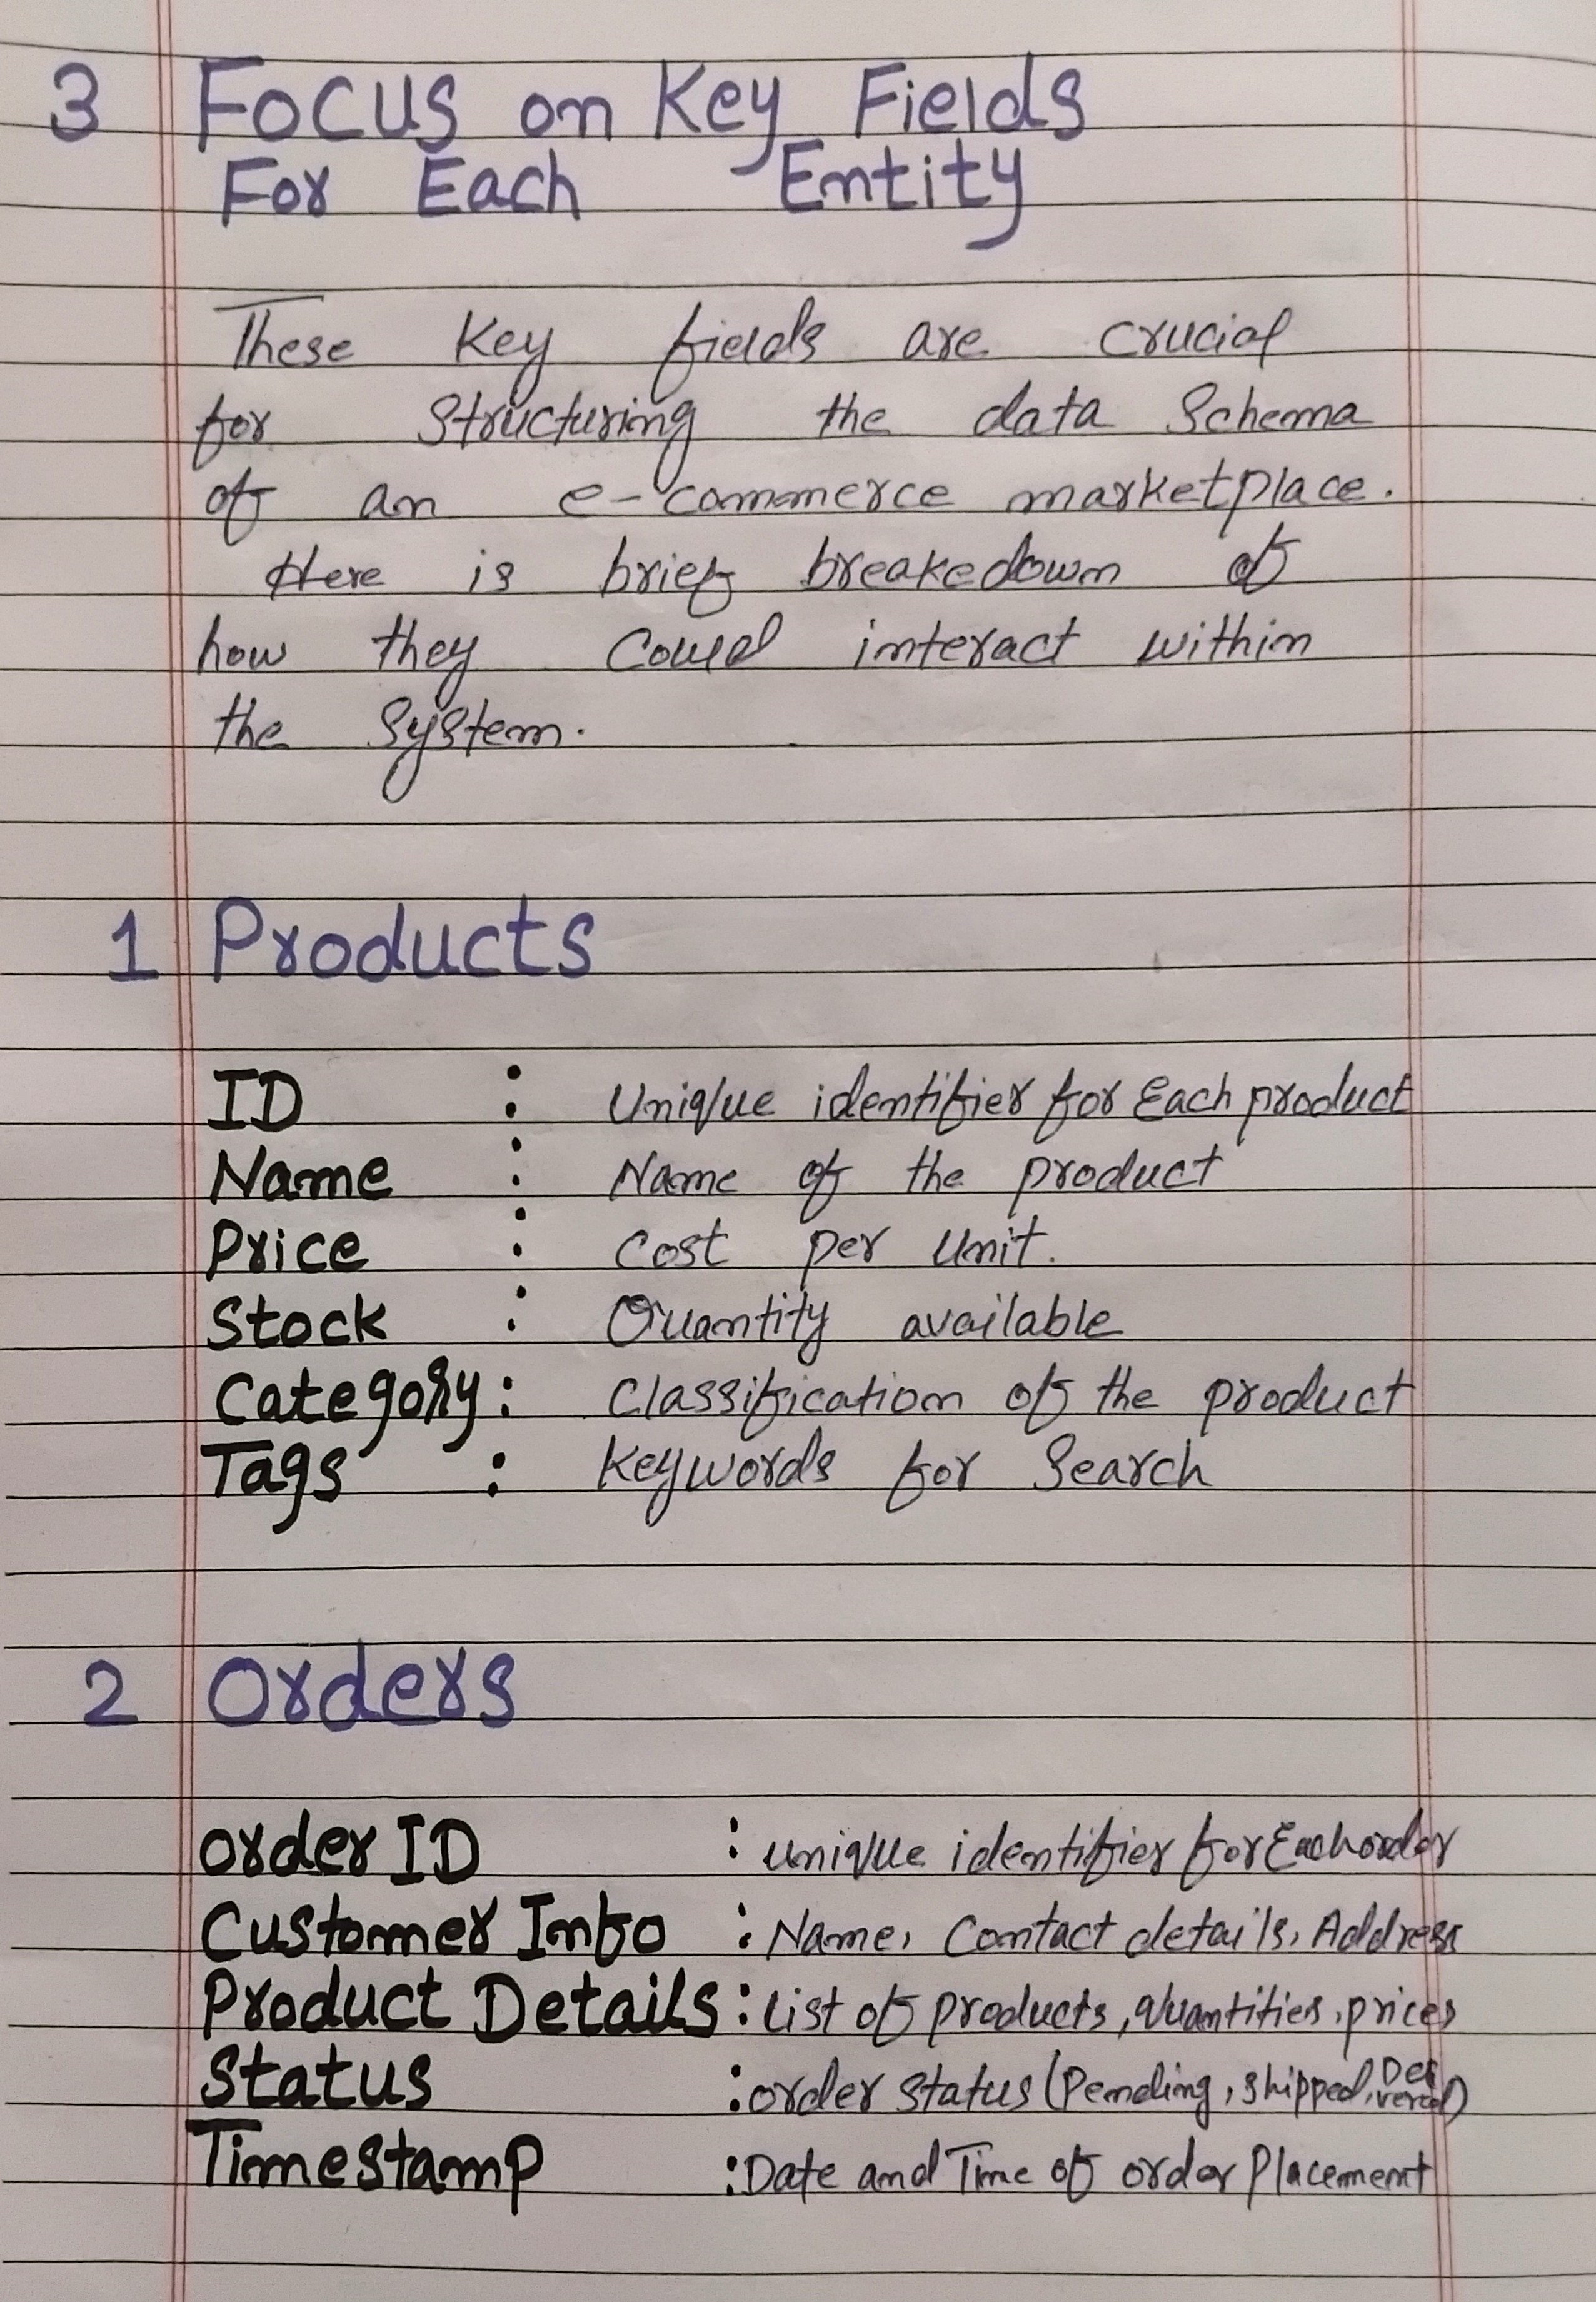 3 Focus on Key Fields
For Each Entity
These Key fields are crucial
for Structuring the data Schema
of an e-commerce marketplace.
Here is brief breakedown of
how they Could interact within
the System.
1 Products
ID : Unique identifier for Each product
Name : Name of the product
Price : Cost per Unit.
Stock : Quantity available
Category : Classification of the product
Tags : Keywords for Search
2 Orders
Order ID : unique identifier for Each order
Customer Info : Name, Contact details, Address
Product Details : List of products, quantities, prices
Status : order status (Pending, shipped, Delivered)
Timestamp : Date and Time of order Placement